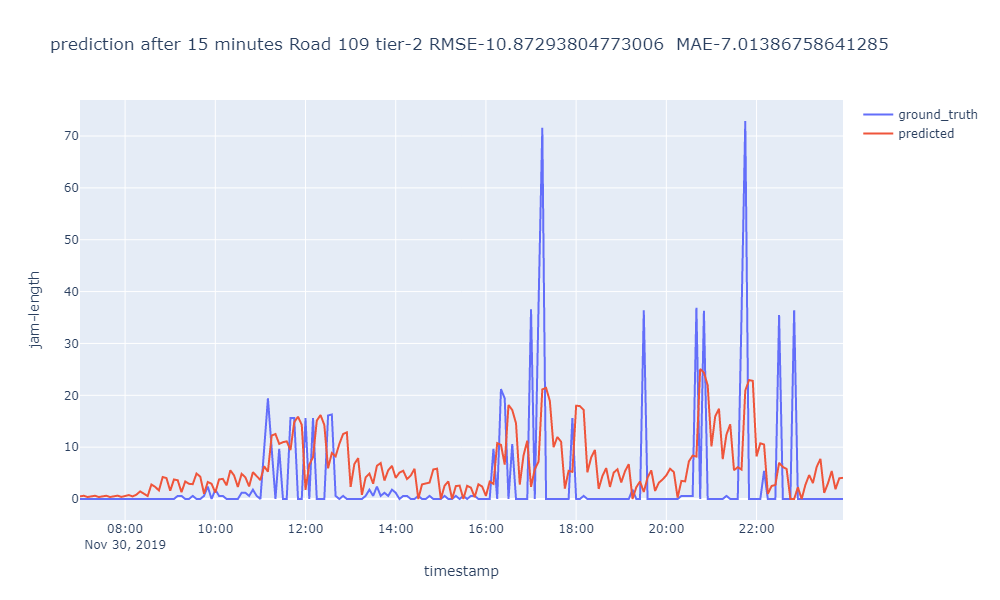 prediction after 15 minutes Road 109 tier-2 RMSE-10.87293804773006  MAE-7.01386758641285
ground_truth
predicted
70
60
50
40
30
20
10
0
jam-length
08:00 10:00 12:00 14:00 16:00 18:00 20:00 22:00
Nov 30, 2019
timestamp